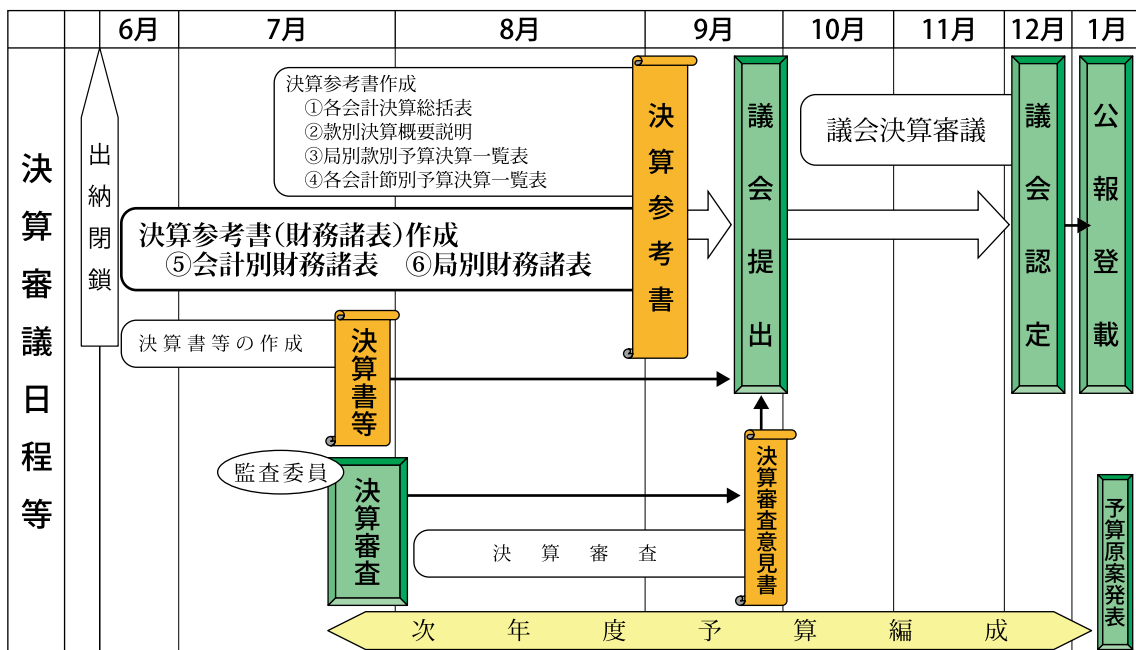 6月
7月
8月
9月
10月
11月
12月
1月
決算審議日程等
出納閉鎖
決算参考書作成
①各会計決算総括表
②款別決算概要説明
③局別款別予算決算一覧表
④各会計節別予算決算一覧表
決算参考書(財務諸表)作成
⑤会計別財務諸表 ⑥局別財務諸表
決算参考書
議会提出
議会決算審議
議会認定
公報登載
決算書等の作成
決算書等
監査委員
決算審査
決算審査
決算審査意見書
予算原案発表
次年度予算編成